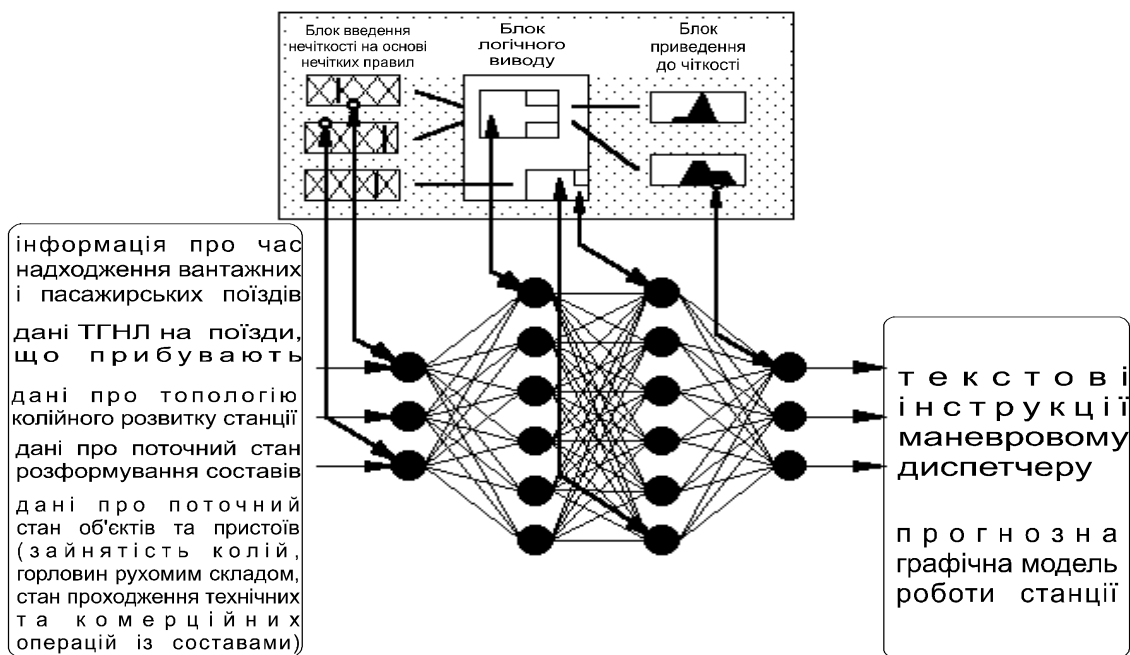 Блок введення
нечіткості на основі
нечітких правил
Блок
логічного
виводу
Блок
приведення
до чіткості
інформація про час
надходження вантажних
і пасажирських поїздів
дані ТГНЛ на поїзди,
що прибувають
дані про топологію
колійного розвитку станції
дані про поточний стан
розформування составів
дані про поточний
стан об'єктів та пристоїв
(зайнятість колій,
горловин рухомим складом,
стан проходження технічних
та комерційних
операцій із составами)
текстові
інструкції
маневровому
диспетчеру
прогнозна
графічна модель
роботи станції